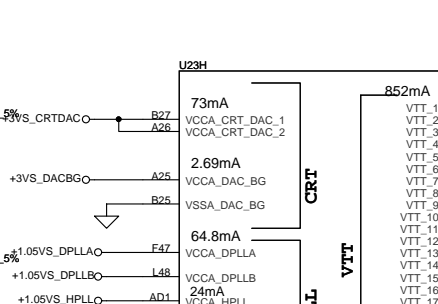 U23H
852mA
73mA
5%
+3VS_CRTDAC
B27
VCCA_CRT_DAC_1
A26
VCCA_CRT_DAC_2
2.69mA
+3VS_DACBG
A25
VCCA_DAC_BG
B25
VSSA_DAC_BG
CRT
64.8mA
+1.05VS_DPLLA
F47
VCCA_DPLLA
5%
+1.05VS_DPLLB
L48
VCCA_DPLLB
24mA
+1.05VS_HPLL
AD1
VCCA_HPLL
LL
VTT
VTT_1
VTT_2
VTT_3
VTT_4
VTT_5
VTT_6
VTT_7
VTT_8
VTT_9
VTT_10
VTT_11
VTT_12
VTT_13
VTT_14
VTT_15
VTT_16